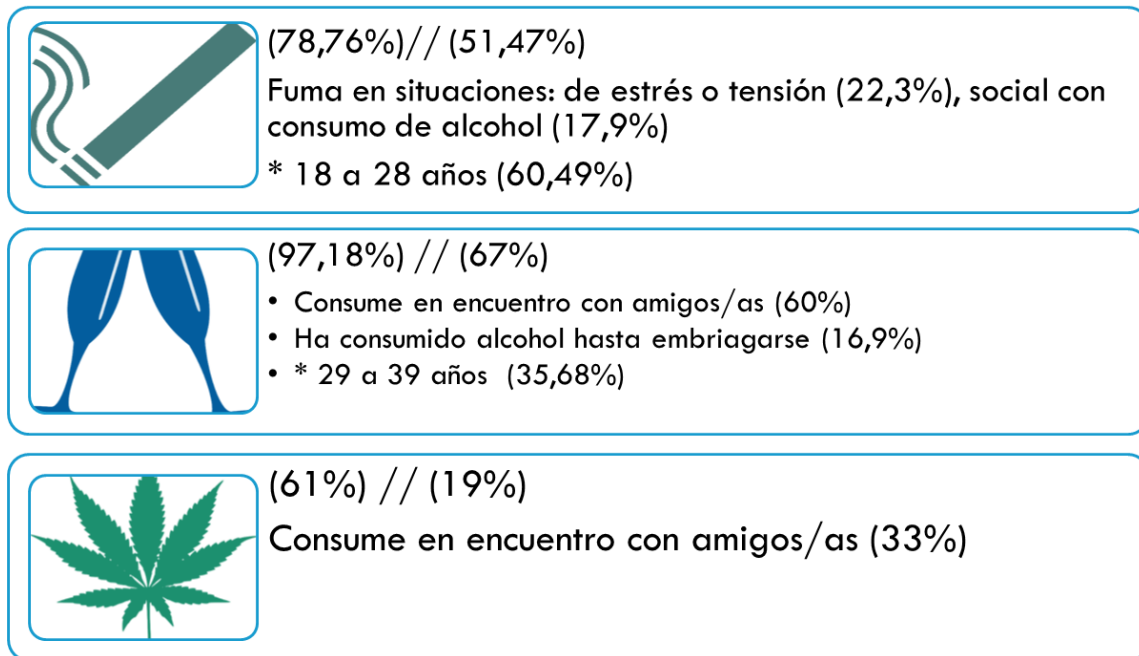 (78,76%)// (51,47%)
Fuma en situaciones: de estrés o tensión (22,3%), social con
consumo de alcohol (17,9%)
* 18 a 28 años (60,49%)
(97,18%) // (67%)
• Consume en encuentro con amigos/as (60%)
• Ha consumido alcohol hasta embriagarse (16,9%)
• * 29 a 39 años (35,68%)
(61%) // (19%)
Consume en encuentro con amigos/as (33%)